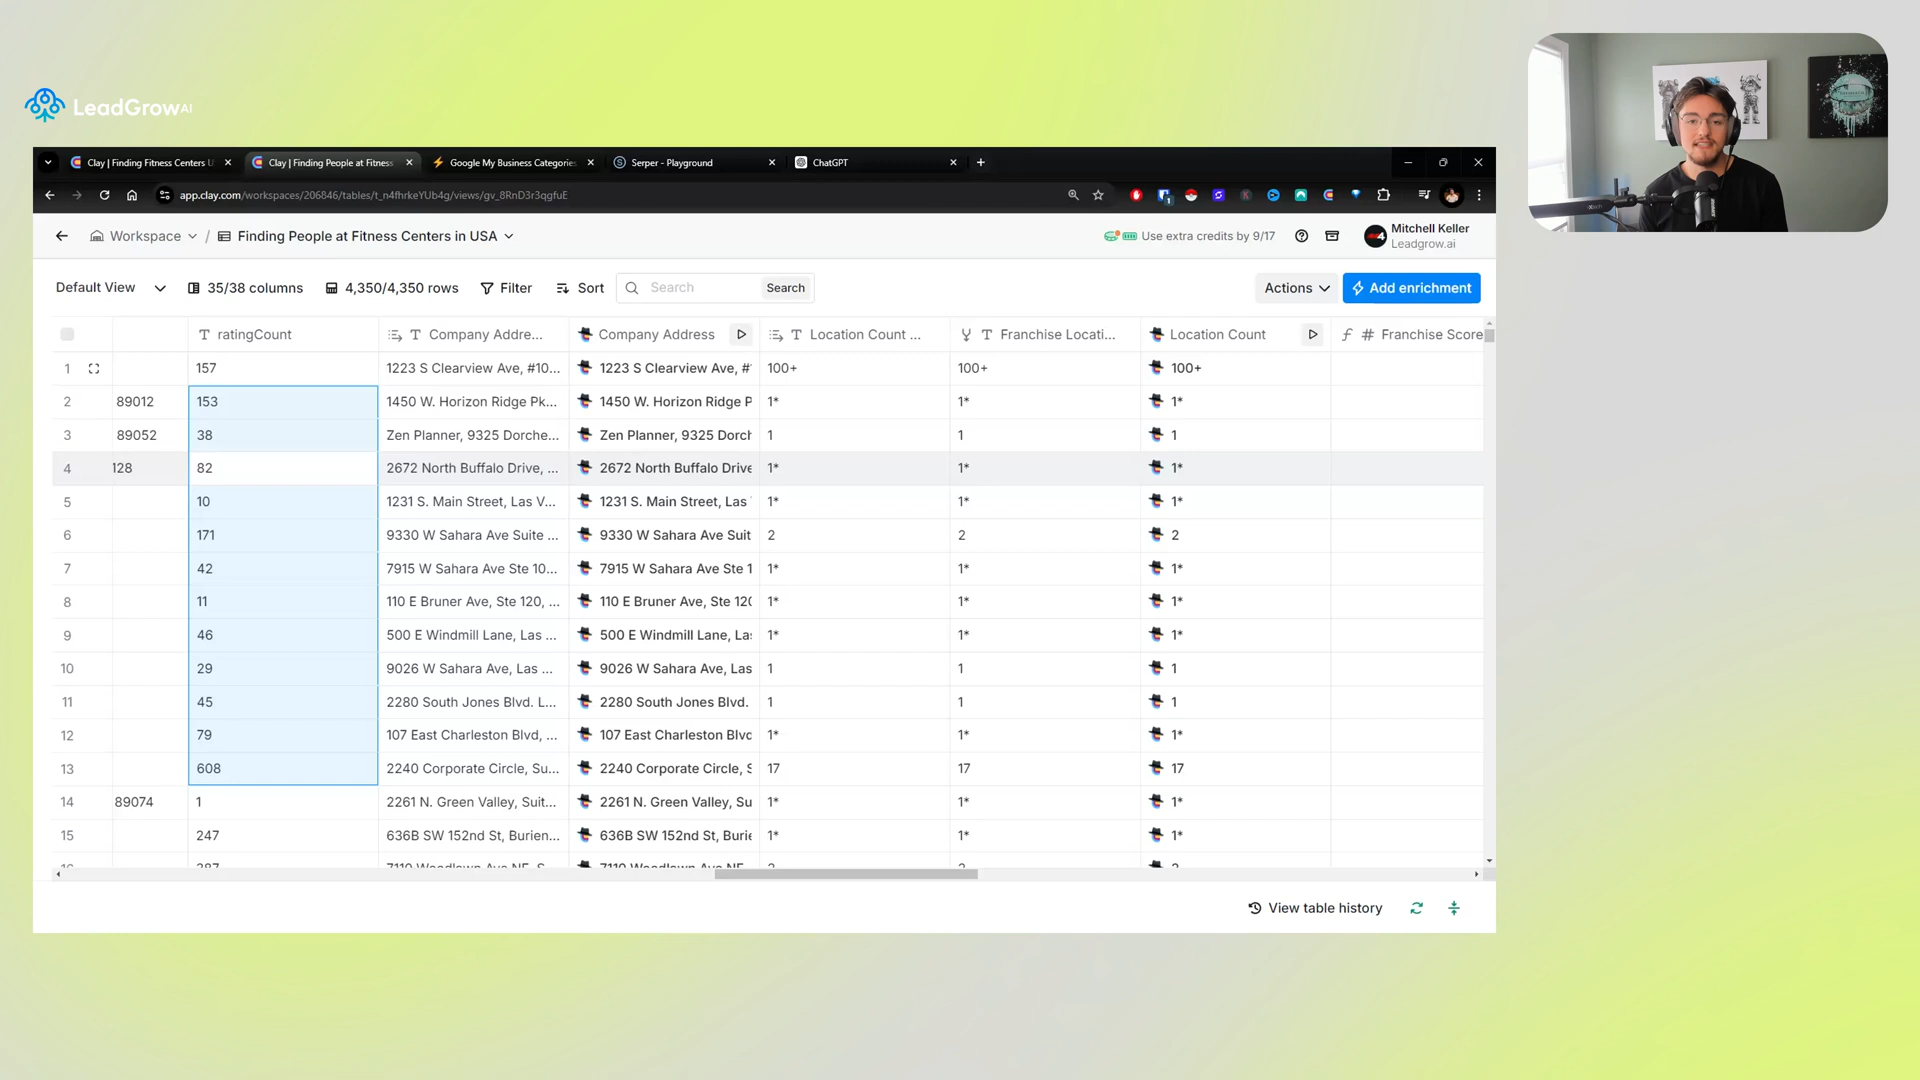 LeadGrow AI
Clay | Finding Fitness Centers U
Clay | Finding People at Fitness
Google My Business Categories
Serper - Playground
ChatGPT
app.clay.com/workspaces/206846/tables/t_n4fhrkeYUb4g/views/gv_8RnD3r3qgfuE
Workspace / Finding People at Fitness Centers in USA
Use extra credits by 9/17
Mitchell Keller
Leadgrow.ai
Default View 35/38 columns 4,350/4,350 rows Filter Sort Search Search Actions Add enrichment
ratingCount Company Addre... Company Address Location Count ... Franchise Locati... Location Count Franchise Score
1 157 1223 S Clearview Ave, #10... 1223 S Clearview Ave, #1 100+ 100+ 100+
2 89012 153 1450 W. Horizon Ridge Pk... 1450 W. Horizon Ridge P 1* 1* 1*
3 89052 38 Zen Planner, 9325 Dorche... Zen Planner, 9325 Dorch 1 1 1
4 128 82 2672 North Buffalo Drive, ... 2672 North Buffalo Drive 1* 1* 1*
5 10 1231 S. Main Street, Las V... 1231 S. Main Street, Las 1* 1* 1*
6 171 9330 W Sahara Ave Suite ... 9330 W Sahara Ave Suit 2 2 2
7 42 7915 W Sahara Ave Ste 10... 7915 W Sahara Ave Ste 1 1* 1* 1*
8 11 110 E Bruner Ave, Ste 120, ... 110 E Bruner Ave, Ste 120 1* 1* 1*
9 46 500 E Windmill Lane, Las ... 500 E Windmill Lane, La 1* 1* 1*
10 29 9026 W Sahara Ave, Las ... 9026 W Sahara Ave, Las 1 1 1
11 45 2280 South Jones Blvd. L... 2280 South Jones Blvd. 1 1 1
12 79 107 East Charleston Blvd, ... 107 East Charleston Blvd 1* 1* 1*
13 608 2240 Corporate Circle, Su... 2240 Corporate Circle, S 17 17 17
14 89074 1 2261 N. Green Valley, Suit... 2261 N. Green Valley, Su 1* 1* 1*
15 247 636B SW 152nd St, Burien... 636B SW 152nd St, Burie 1* 1* 1*
View table history